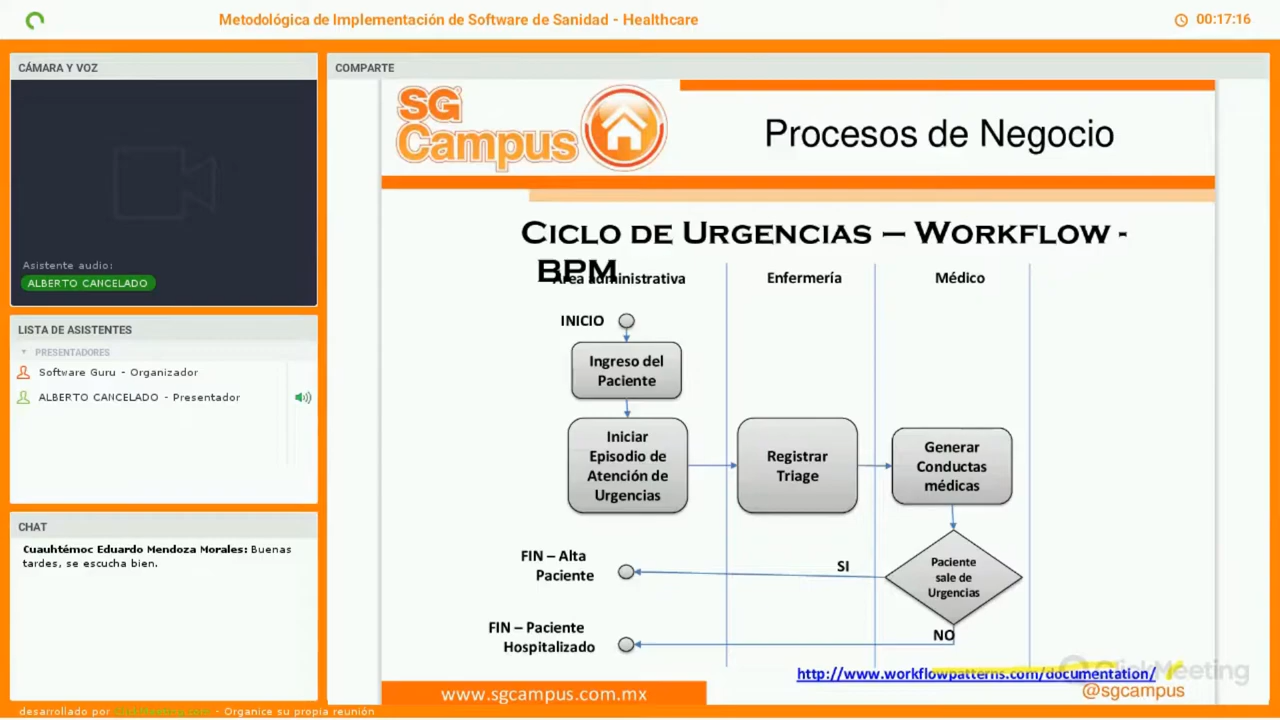 Metodológica de Implementación de Software de Sanidad - Healthcare
00:17:16
CÁMARA Y VOZ
Asistente audio:
ALBERTO CANCELADO
LISTA DE ASISTENTES
PRESENTADORES
Software Guru - Organizador
ALBERTO CANCELADO - Presentador
CHAT
Cuauhtémoc Eduardo Mendoza Morales: Buenas
tardes, se escucha bien.
COMPARTE
SG
Campus
Procesos de Negocio
Ciclo de Urgencias – Workflow -
BPM
Área administrativa
Enfermería
Médico
INICIO
Ingreso del
Paciente
Iniciar
Episodio de
Atención de
Urgencias
Registrar
Triage
Generar
Conductas
médicas
Paciente
sale de
Urgencias
SI
FIN – Alta
Paciente
NO
FIN – Paciente
Hospitalizado
http://www.workflowpatterns.com/documentation/
ClickMeeting
www.sgcampus.com.mx
@sgcampus
desarrollado por ClickMeeting.com - Organice su propia reunión